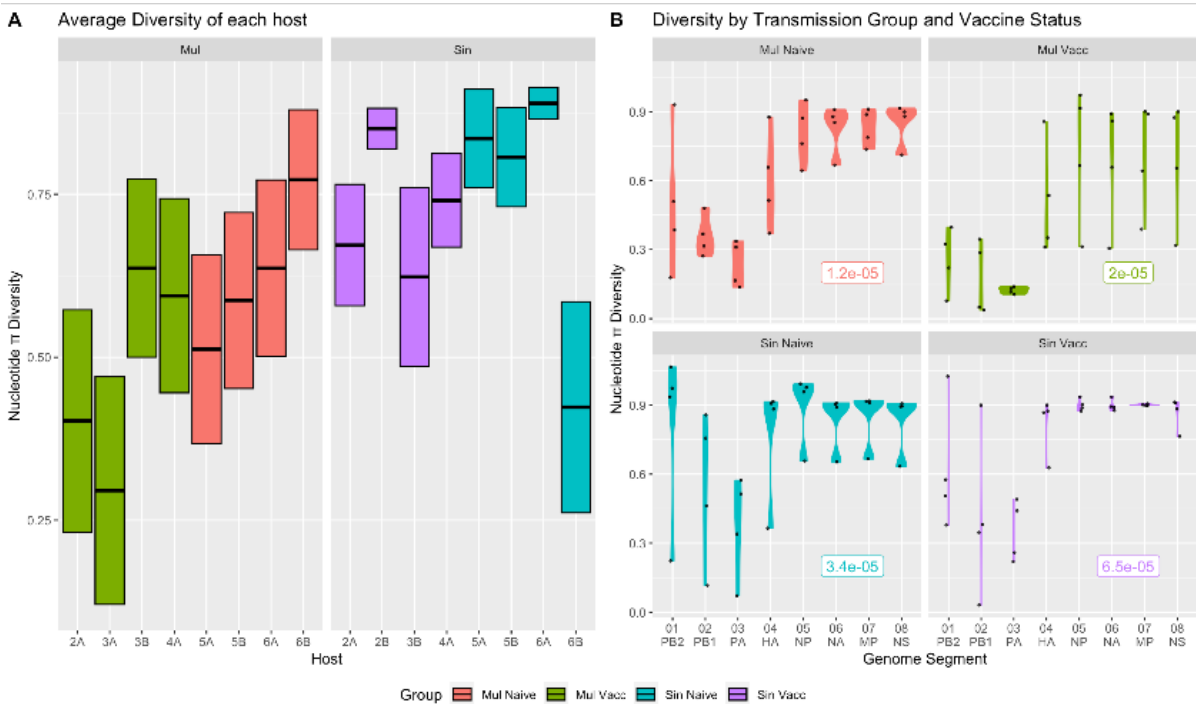 A Average Diversity of each host
Mul Sin
Nucleotide π Diversity
0.75
0.50
0.25
2A 3A 3B 4A 5A 5B 6A 6B
2A 2B 3B 4A 5A 5B 6A 6B
Host
B Diversity by Transmission Group and Vaccine Status
Mul Naive Mul Vacc
Nucleotide π Diversity
0.9
0.6
0.3
0.0
1.2e-05
2e-05
Sin Naive Sin Vacc
0.9
0.6
0.3
0.0
3.4e-05
6.5e-05
01 02 03 04 05 06 07 08
PB2 PB1 PA HA NP NA MP NS
01 02 03 04 05 06 07 08
PB2 PB1 PA HA NP NA MP NS
Genome Segment
Group Mul Naive Mul Vacc Sin Naive Sin Vacc